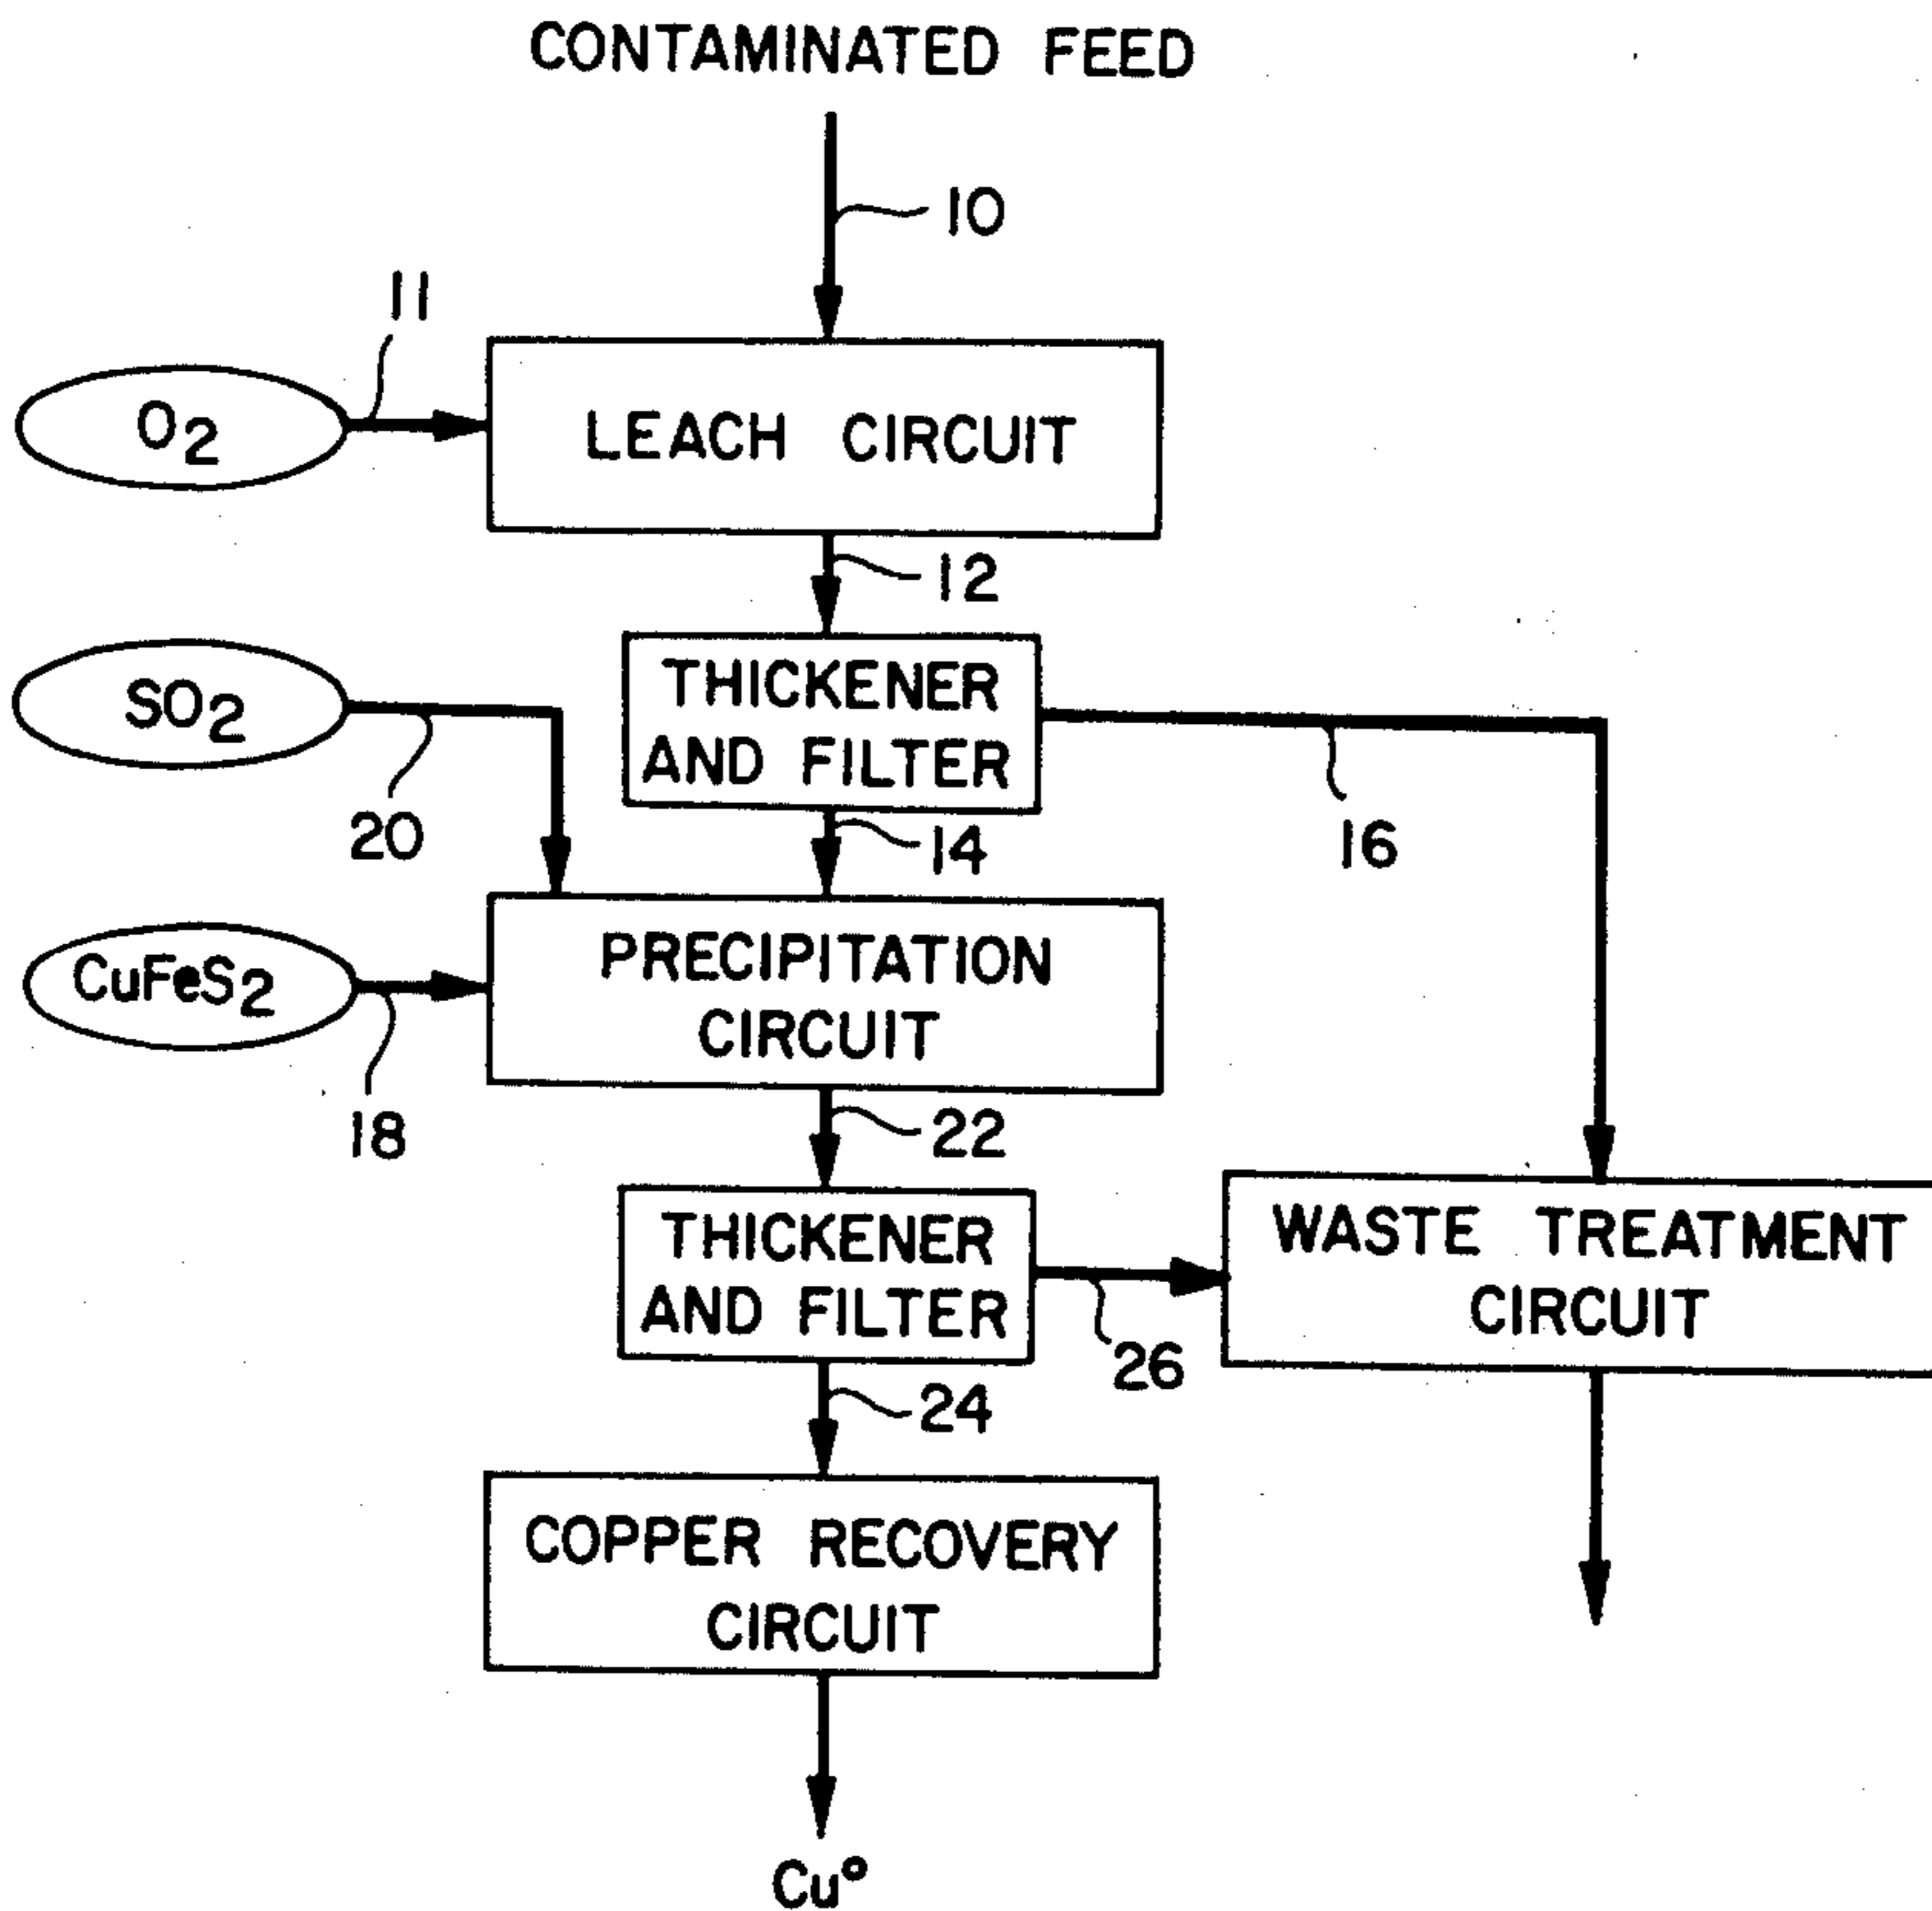 CONTAMINATED FEED
10
11
O2
LEACH CIRCUIT
12
SO2
THICKENER
AND FILTER
20
14
16
CuFeS2
PRECIPITATION
CIRCUIT
18
22
THICKENER
AND FILTER
WASTE TREATMENT
CIRCUIT
26
24
COPPER RECOVERY
CIRCUIT
Cu°